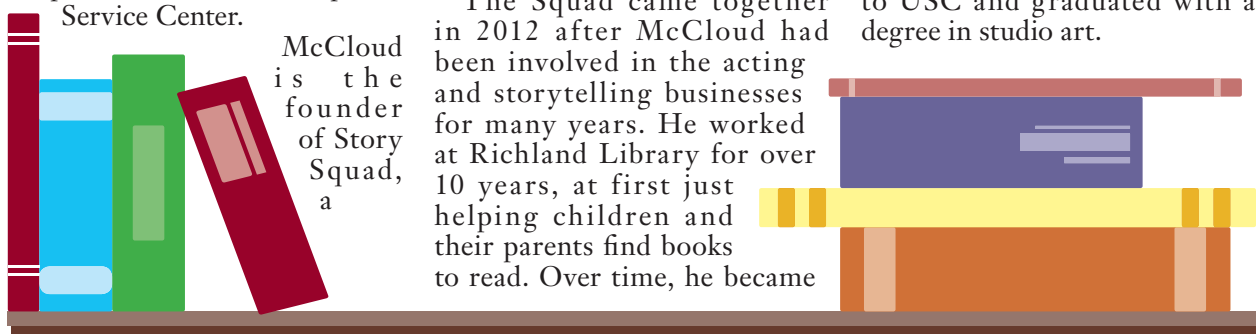 Service Center.
McCloud
is the
founder
of Story
Squad,
a
The Squad came together
in 2012 after McCloud had
been involved in the acting
and storytelling businesses
for many years. He worked
at Richland Library for over
10 years, at first just
helping children and
their parents find books
to read. Over time, he became
to USC and graduated with a
degree in studio art.